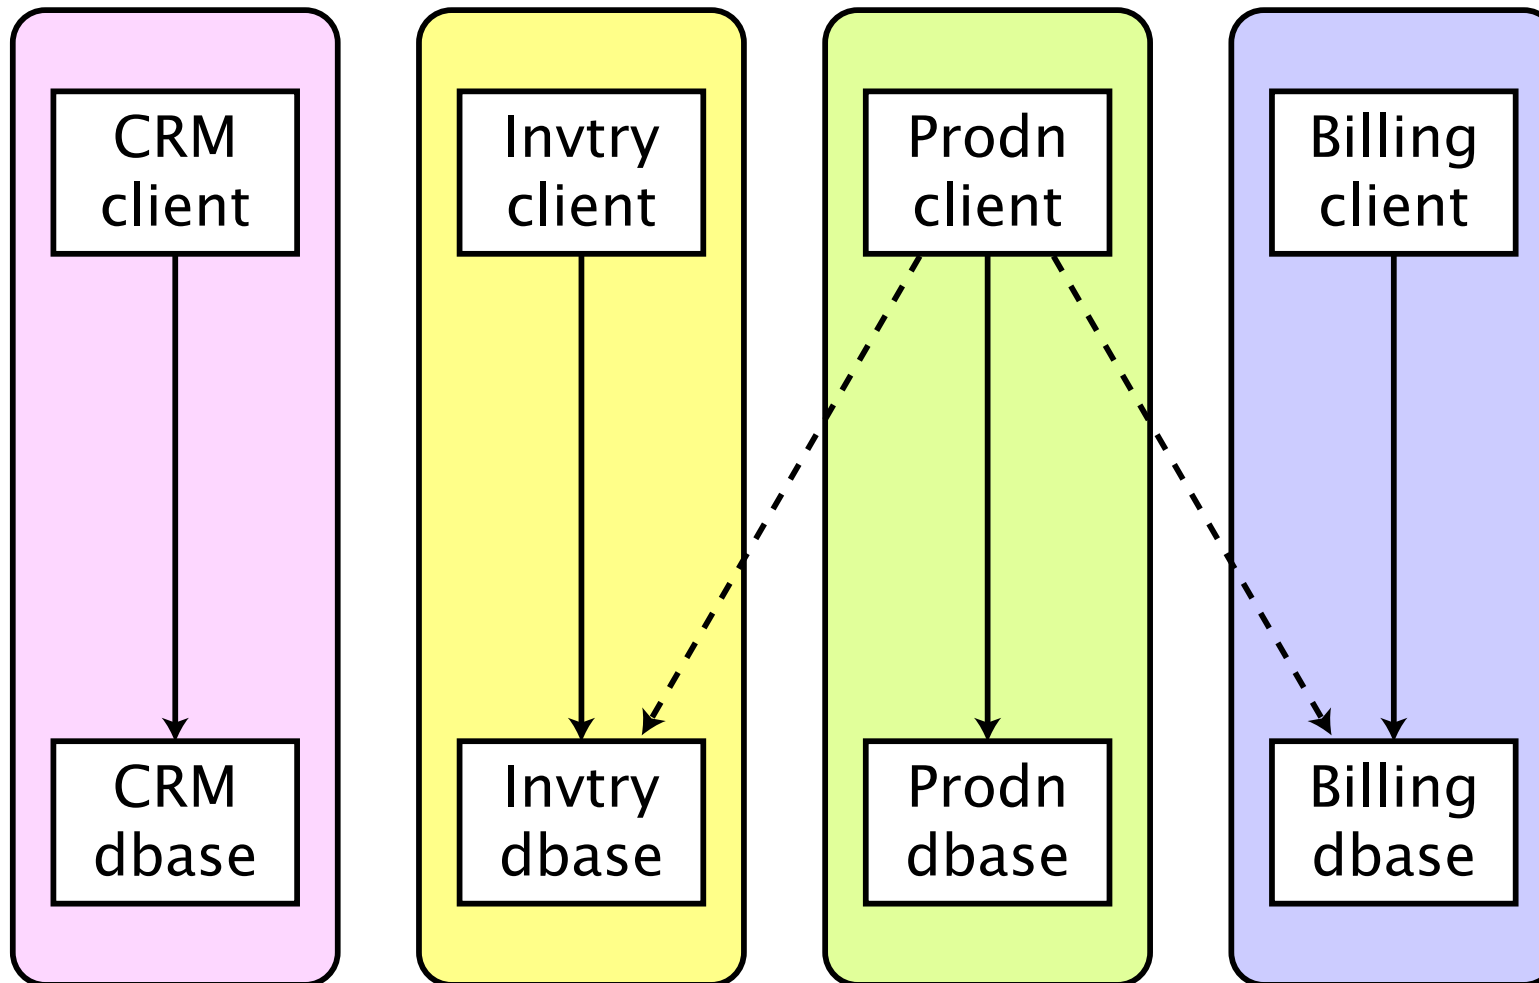 CRM
client
Invtry
client
Prodn
client
Billing
client
CRM
dbase
Invtry
dbase
Prodn
dbase
Billing
dbase